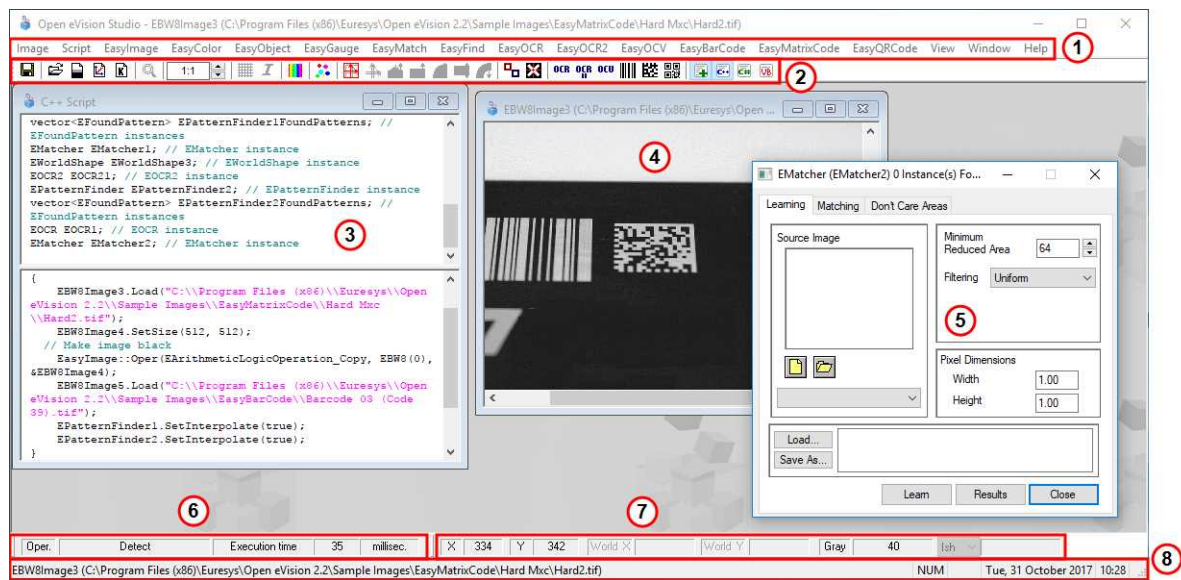 Open eVision Studio - EBW8Image3 (C:\Program Files (x86)\Euresys\Open eVision 2.2\Sample Images\EasyMatrixCode\Hard Mxc\Hard2.tif)
Image Script EasyImage EasyColor EasyObject EasyGauge EasyMatch EasyFind EasyOCR EasyOCR2 EasyOCV EasyBarCode EasyMatrixCode EasyQRCode View Window Help
1
1:1 I OCR OCR II OCV C++ C# VB
2
C++ Script
vector<EFoundPattern> EPatternFinder1FoundPatterns; //
EFoundPattern instances
EMatcher EMatcher1; // EMatcher instance
EWorldShape EWorldShape3; // EWorldShape instance
EOCR2 EOCR21; // EOCR2 instance
EPatternFinder EPatternFinder2; // EPatternFinder instance
vector<EFoundPattern> EPatternFinder2FoundPatterns; //
EFoundPattern instances
EOCR EOCR1; // EOCR instance
EMatcher EMatcher2; // EMatcher instance
3
{
EBW8Image3.Load("C:\\Program Files (x86)\\Euresys\\Open
eVision 2.2\\Sample Images\\EasyMatrixCode\\Hard Mxc
\\Hard2.tif");
EBW8Image4.SetSize(512, 512);
// Make image black
EasyImage::Oper(EArithmeticLogicOperation_Copy, EBW8(0),
&EBW8Image4);
EBW8Image5.Load("C:\\Program Files (x86)\\Euresys\\Open
eVision 2.2\\Sample Images\\EasyBarCode\\Barcode 03 (Code
39).tif");
EPatternFinder1.SetInterpolate(true);
EPatternFinder2.SetInterpolate(true);
}
EBW8Image3 (C:\Program Files (x86)\Euresys\Open ...
4
EMatcher (EMatcher2) 0 Instance(s) Fo...
Learning Matching Don't Care Areas
Source Image
Minimum
Reduced Area 64
Filtering Uniform
5
Pixel Dimensions
Width 1.00
Height 1.00
Load...
Save As...
Learn Results Close
6
7
Oper. Detect Execution time 35 millisec. X 334 Y 342 World X World Y Gray 40 Ish
8
EBW8Image3 (C:\Program Files (x86)\Euresys\Open eVision 2.2\Sample Images\EasyMatrixCode\Hard Mxc\Hard2.tif) NUM Tue, 31 October 2017 10:28